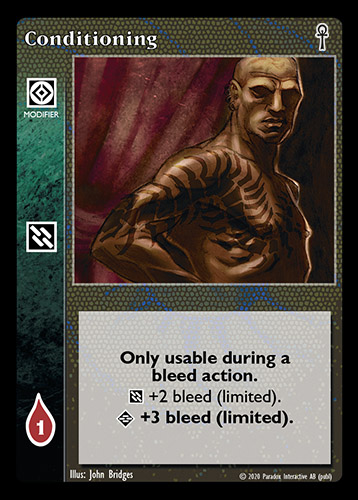 Conditioning
MODIFIER
Only usable during a
bleed action.
+2 bleed (limited).
+3 bleed (limited).
1
Illus: John Bridges
© 2020 Paradox Interactive AB (publ)